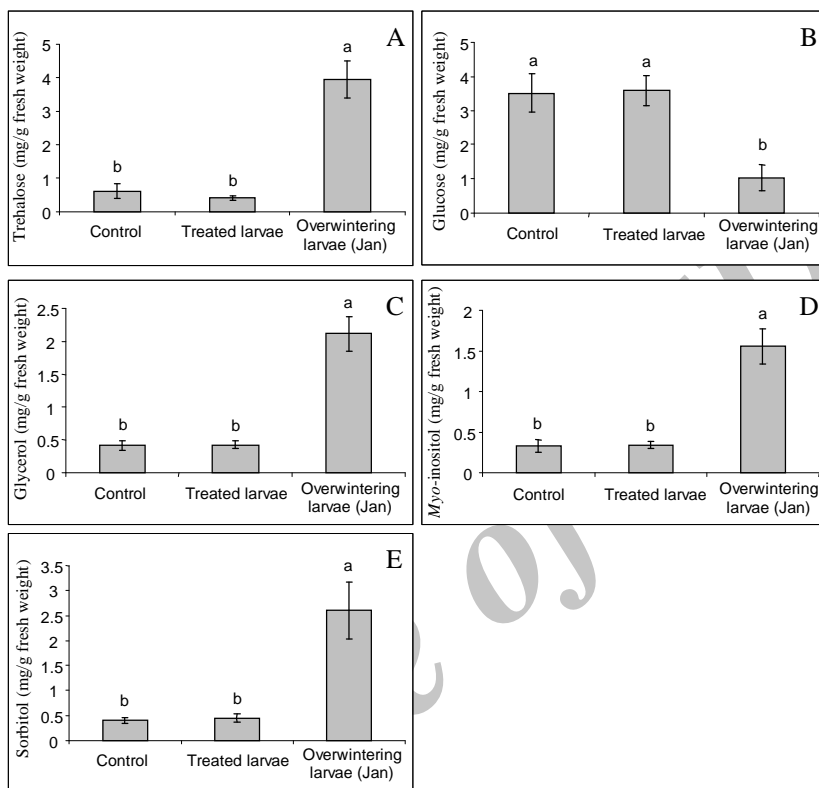 A
Trehalose (mg/g fresh weight)
5
4
3
2
1
0
b
b
a
Control
Treated larvae
Overwintering
larvae (Jan)
B
Glucose (mg/g fresh weight)
5
4
3
2
1
0
a
a
b
Control
Treated larvae
Overwintering
larvae (Jan)
C
Glycerol (mg/g fresh weight)
2.5
2
1.5
1
0.5
0
b
b
a
Control
Treated larvae
Overwintering
larvae (Jan)
D
Myo-inositol (mg/g fresh weight)
2
1.5
1
0.5
0
b
b
a
Control
Treated larvae
Overwintering
larvae (Jan)
E
Sorbitol (mg/g fresh weight)
3.5
3
2.5
2
1.5
1
0.5
0
b
b
a
Control
Treated larvae
Overwintering
larvae (Jan)
of